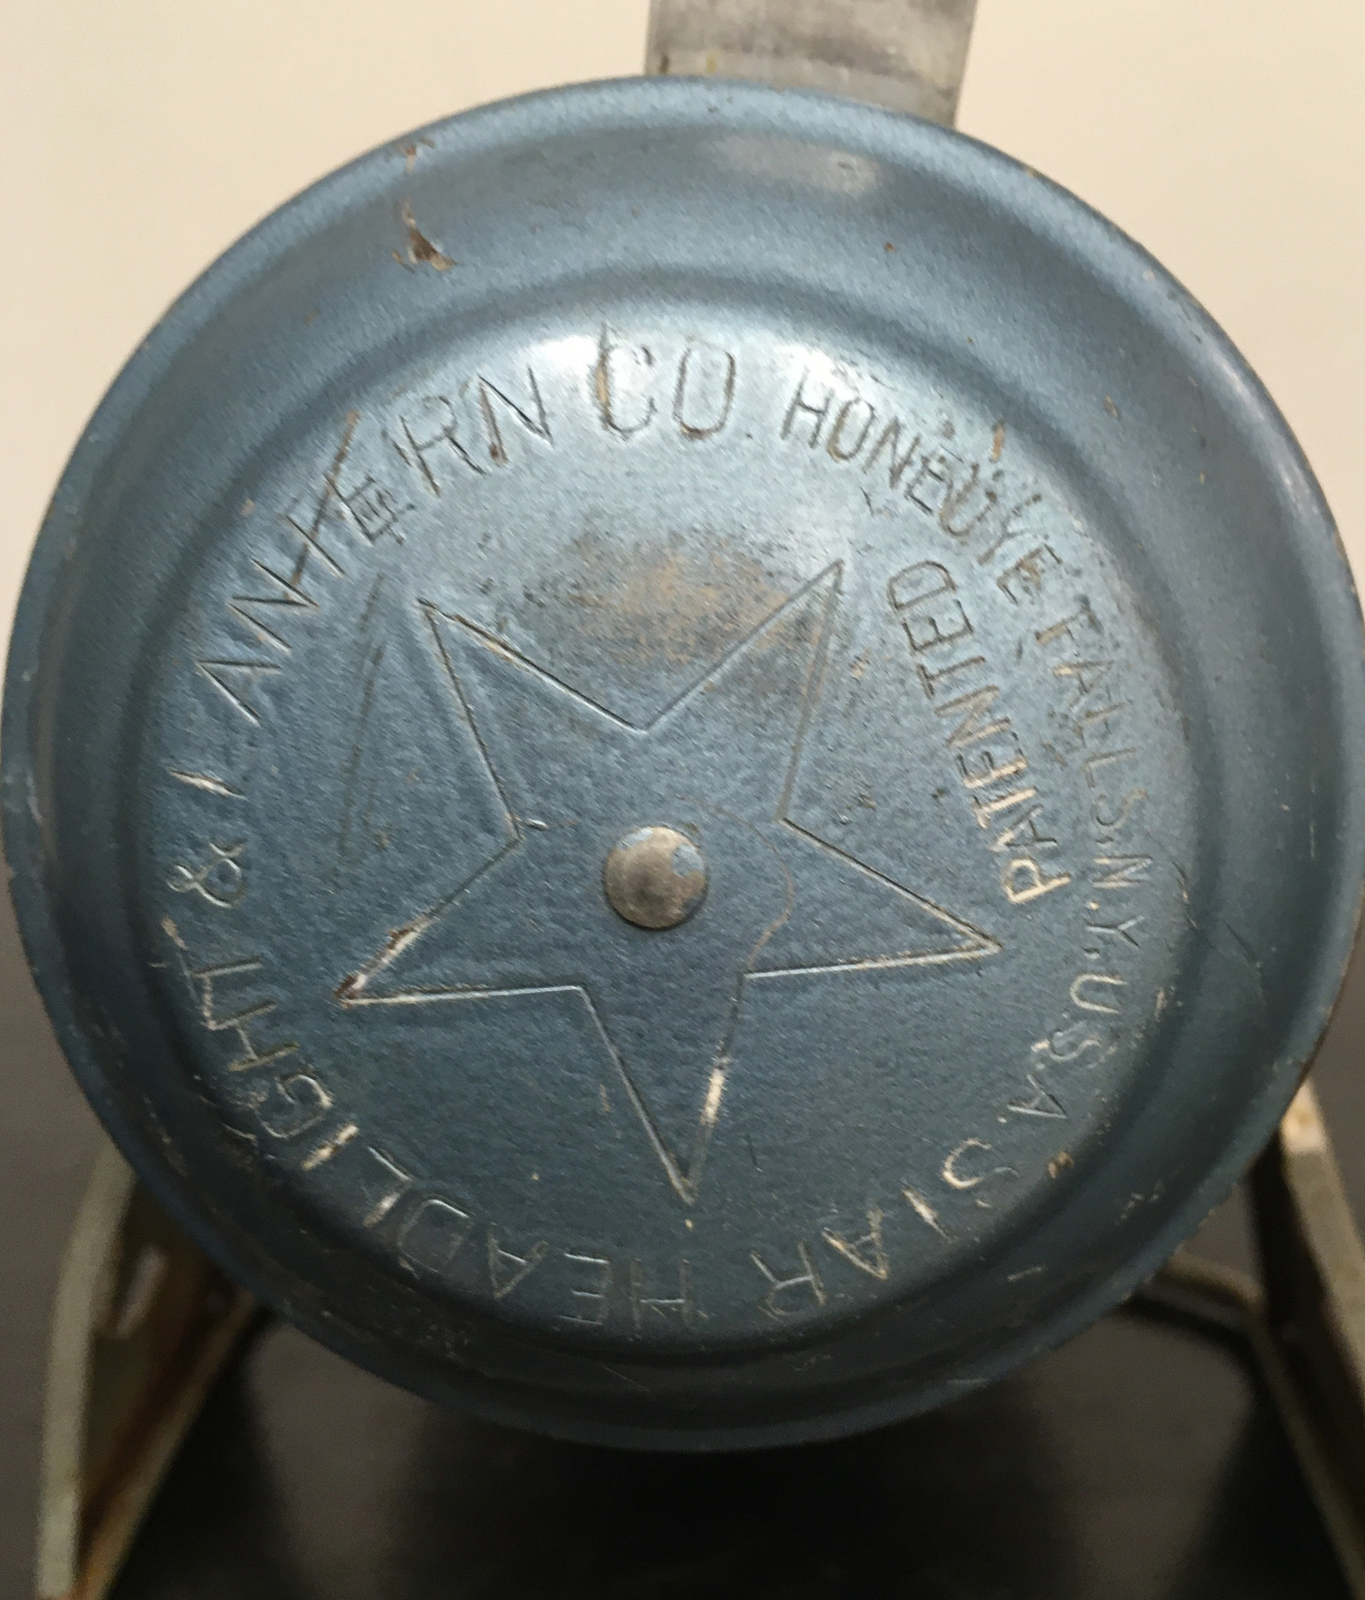 STAR HEADLIGHT & LANTERN CO. HONEOYE FALLS, N.Y. U.S.A.
PATENTED